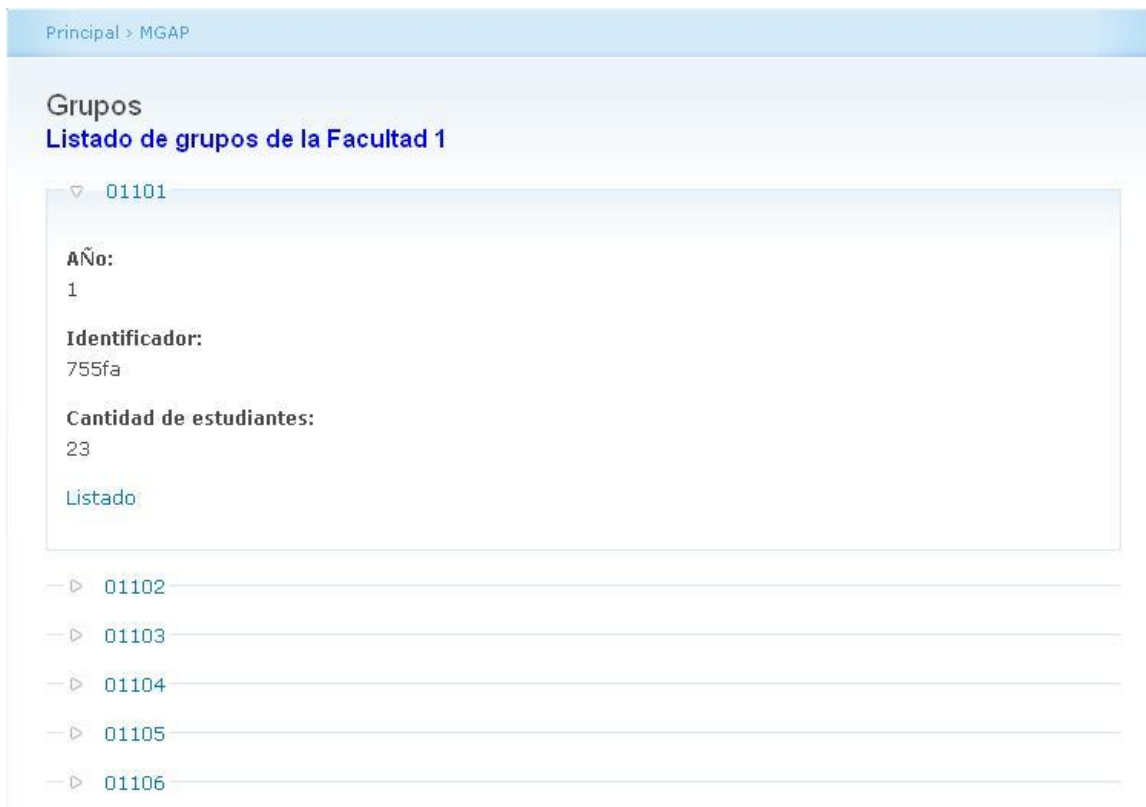 Principal > MGAP
Grupos
Listado de grupos de la Facultad 1
01101
AÑo:
1
Identificador:
755fa
Cantidad de estudiantes:
23
Listado
01102
01103
01104
01105
01106